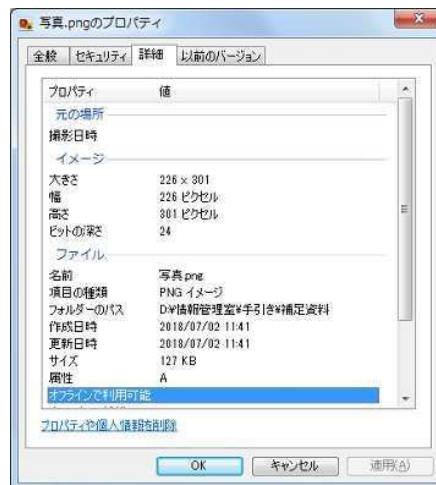 写真.pngのプロパティ
全般 セキュリティ 詳細 以前のバージョン
プロパティ 値
元の場所
撮影日時
イメージ
大きさ 226 × 301
幅 226 ピクセル
高さ 301 ピクセル
ビットの深さ 24
ファイル
名前 写真.png
項目の種類 PNG イメージ
フォルダーのパス D:¥情報管理室¥手引き¥補足資料
作成日時 2018/07/02 11:41
更新日時 2018/07/02 11:41
サイズ 127 KB
属性 A
オフラインで利用可能
プロパティや個人情報を削除
OK キャンセル 適用(A)